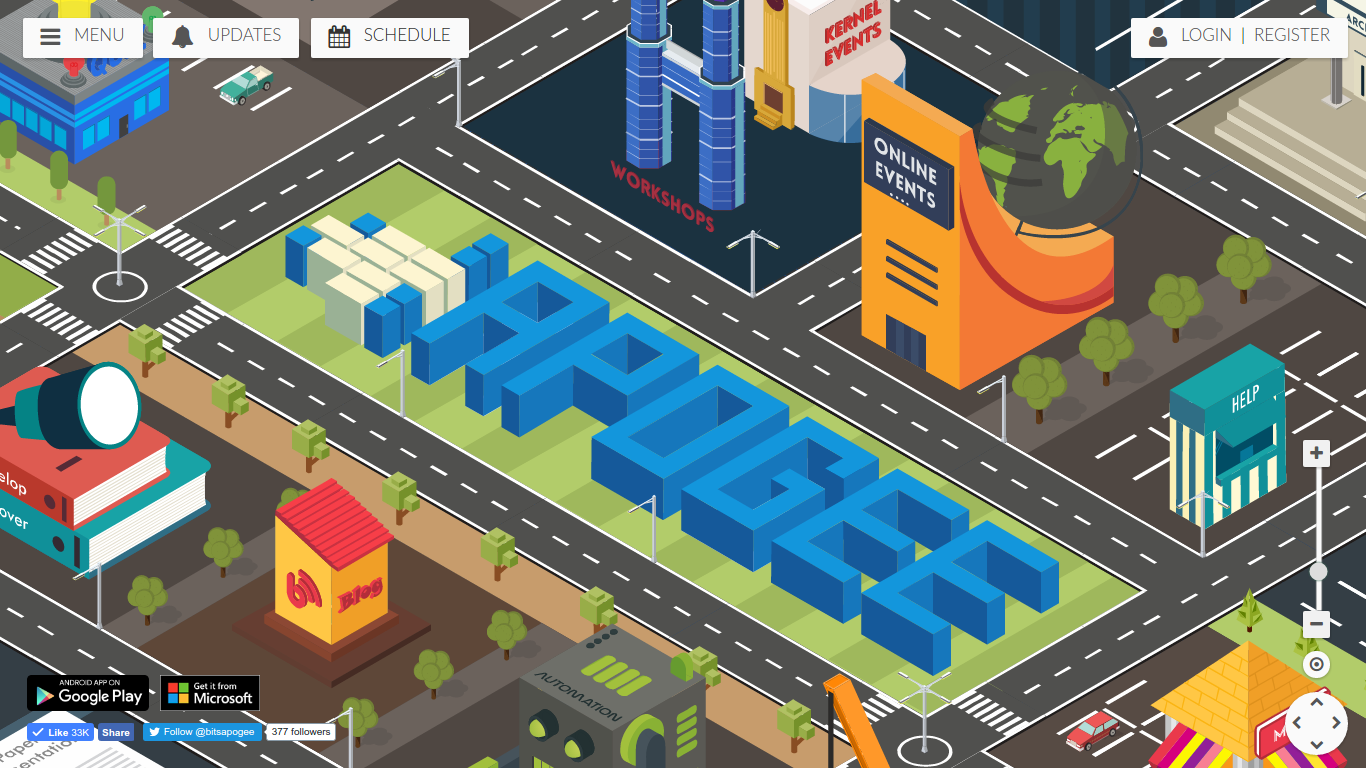 MENU
UPDATES
SCHEDULE
LOGIN | REGISTER
KERNEL
EVENTS
WORKSHOPS
ONLINE
EVENTS
APOGEE
HELP
elop
over
Blog
AUTOMATION
ANDROID APP ON
Google Play
Get it from
Microsoft
Like 33K
Share
Follow @bitsapogee
377 followers